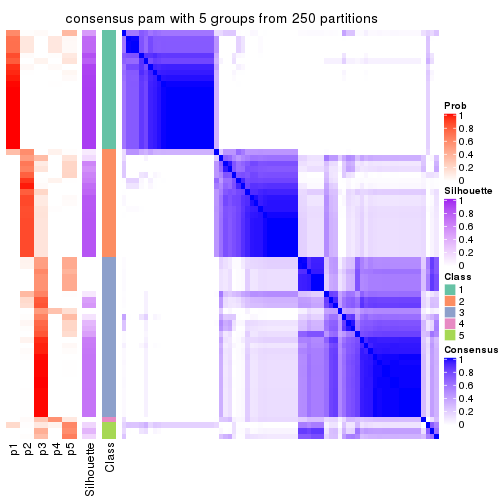 consensus pam with 5 groups from 250 partitions
Prob
1
0.8
0.6
0.4
0.2
0
Silhouette
1
0.8
0.6
0.4
0.2
0
Class
1
2
3
4
5
Consensus
1
0.8
0.6
0.4
0.2
0
p1
p2
p3
p4
p5
Silhouette
Class